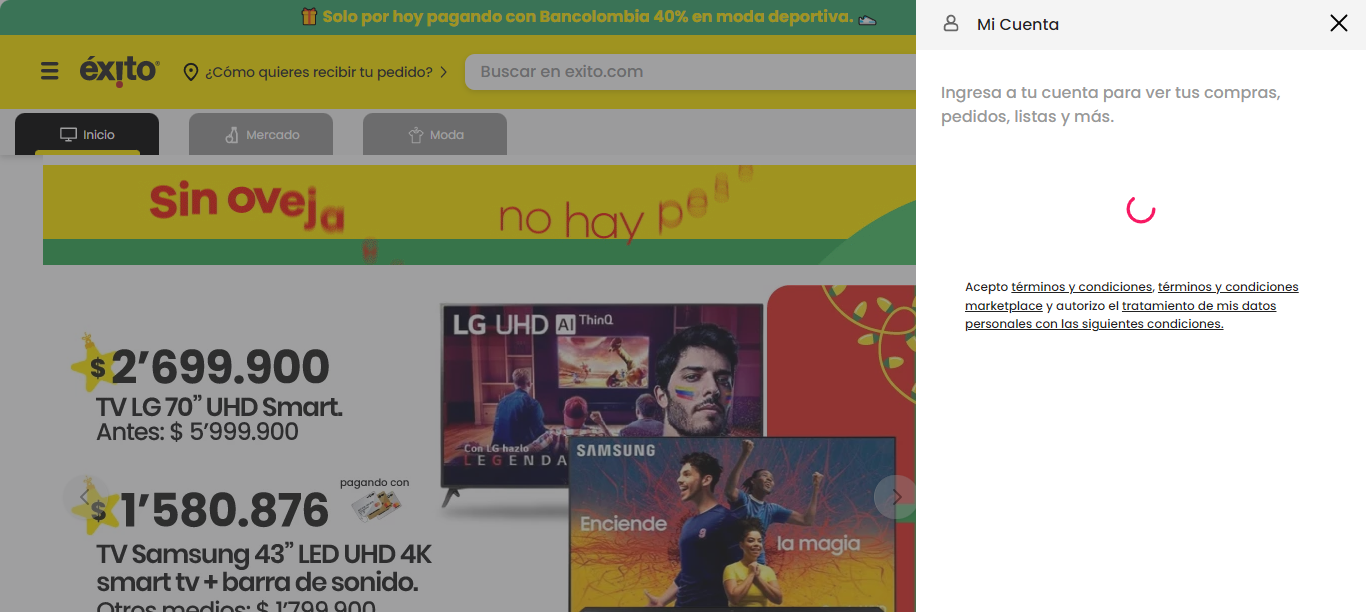 Solo por hoy pagando con Bancolombia 40% en moda deportiva.
Mi Cuenta
éxito
¿Cómo quieres recibir tu pedido?
Buscar en exito.com
Ingresa a tu cuenta para ver tus compras,
pedidos, listas y más.
Inicio
Mercado
Moda
Sin oveja
no hay p
Acepto términos y condiciones, términos y condiciones
marketplace y autorizo el tratamiento de mis datos
personales con las siguientes condiciones.
LG UHD AI ThinQ
$ 2’699.900
TV LG 70” UHD Smart.
Antes: $ 5’999.900
Con LG hazlo
LEGENDA
SAMSUNG
pagando con
$ 1’580.876
Enciende
la magia
TV Samsung 43” LED UHD 4K
smart tv + barra de sonido.
Otros medios: $ 1’799.900